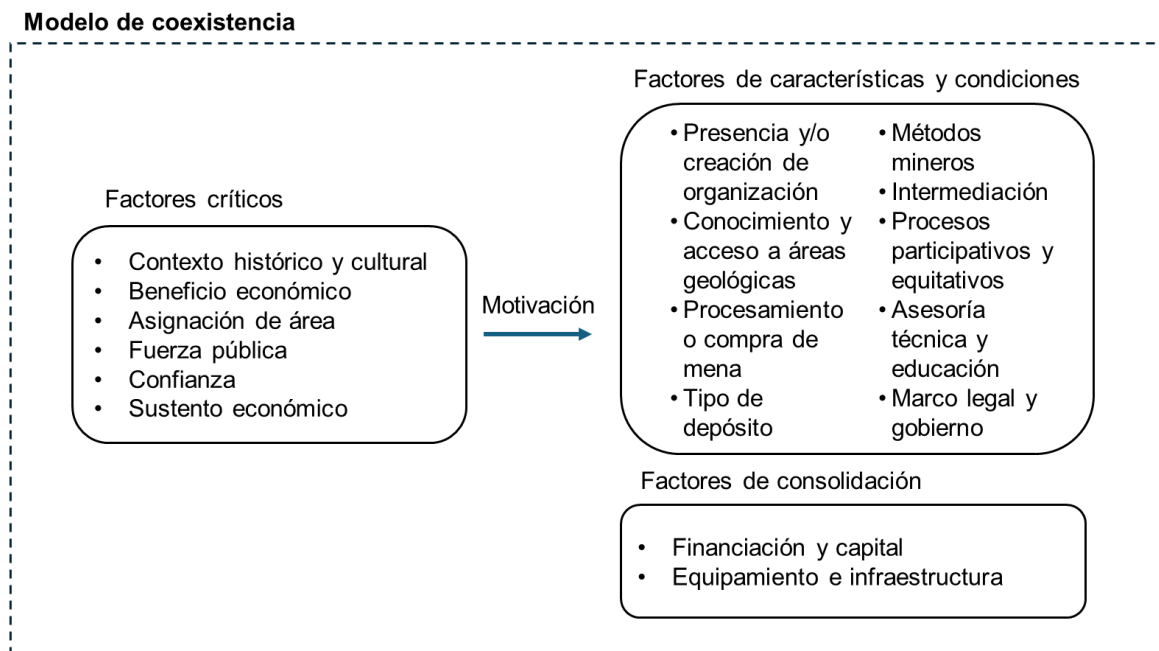 Modelo de coexistencia
Factores críticos
• Contexto histórico y cultural
• Beneficio económico
• Asignación de área
• Fuerza pública
• Confianza
• Sustento económico
Motivación
Factores de características y condiciones
• Presencia y/o
creación de
organización
• Conocimiento y
acceso a áreas
geológicas
• Procesamiento
o compra de
mena
• Tipo de
depósito
• Métodos
mineros
• Intermediación
• Procesos
participativos y
equitativos
• Asesoría
técnica y
educación
• Marco legal y
gobierno
Factores de consolidación
• Financiación y capital
• Equipamiento e infraestructura